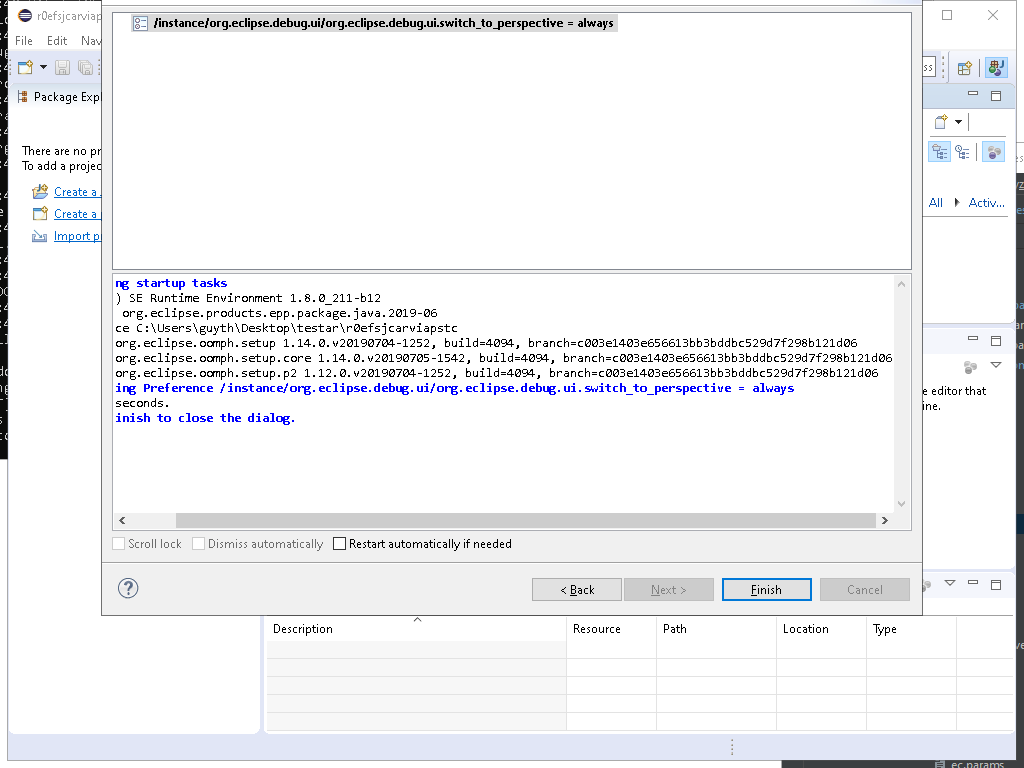 /instance/org.eclipse.debug.ui/org.eclipse.debug.ui.switch_to_perspective = always
r0efsjcarviap
File Edit Nav
ss
Package Expl
There are no pr
To add a projec
Create a
Create a
Import p
All Activ...
ng startup tasks
) SE Runtime Environment 1.8.0_211-b12
org.eclipse.products.epp.package.java.2019-06
ce C:\Users\guyth\Desktop\testar\r0efsjcarviapstc
org.eclipse.oomph.setup 1.14.0.v20190704-1252, build=4094, branch=c003e1403e656613bb3bddbc529d7f298b121d06
org.eclipse.oomph.setup.core 1.14.0.v20190705-1542, build=4094, branch=c003e1403e656613bb3bddbc529d7f298b121d06
org.eclipse.oomph.setup.p2 1.12.0.v20190704-1252, build=4094, branch=c003e1403e656613bb3bddbc529d7f298b121d06
ing Preference /instance/org.eclipse.debug.ui/org.eclipse.debug.ui.switch_to_perspective = always
seconds.
inish to close the dialog.
e editor that
ine.
Scroll lock Dismiss automatically Restart automatically if needed
< Back Next > Finish Cancel
Description Resource Path Location Type
ec.params